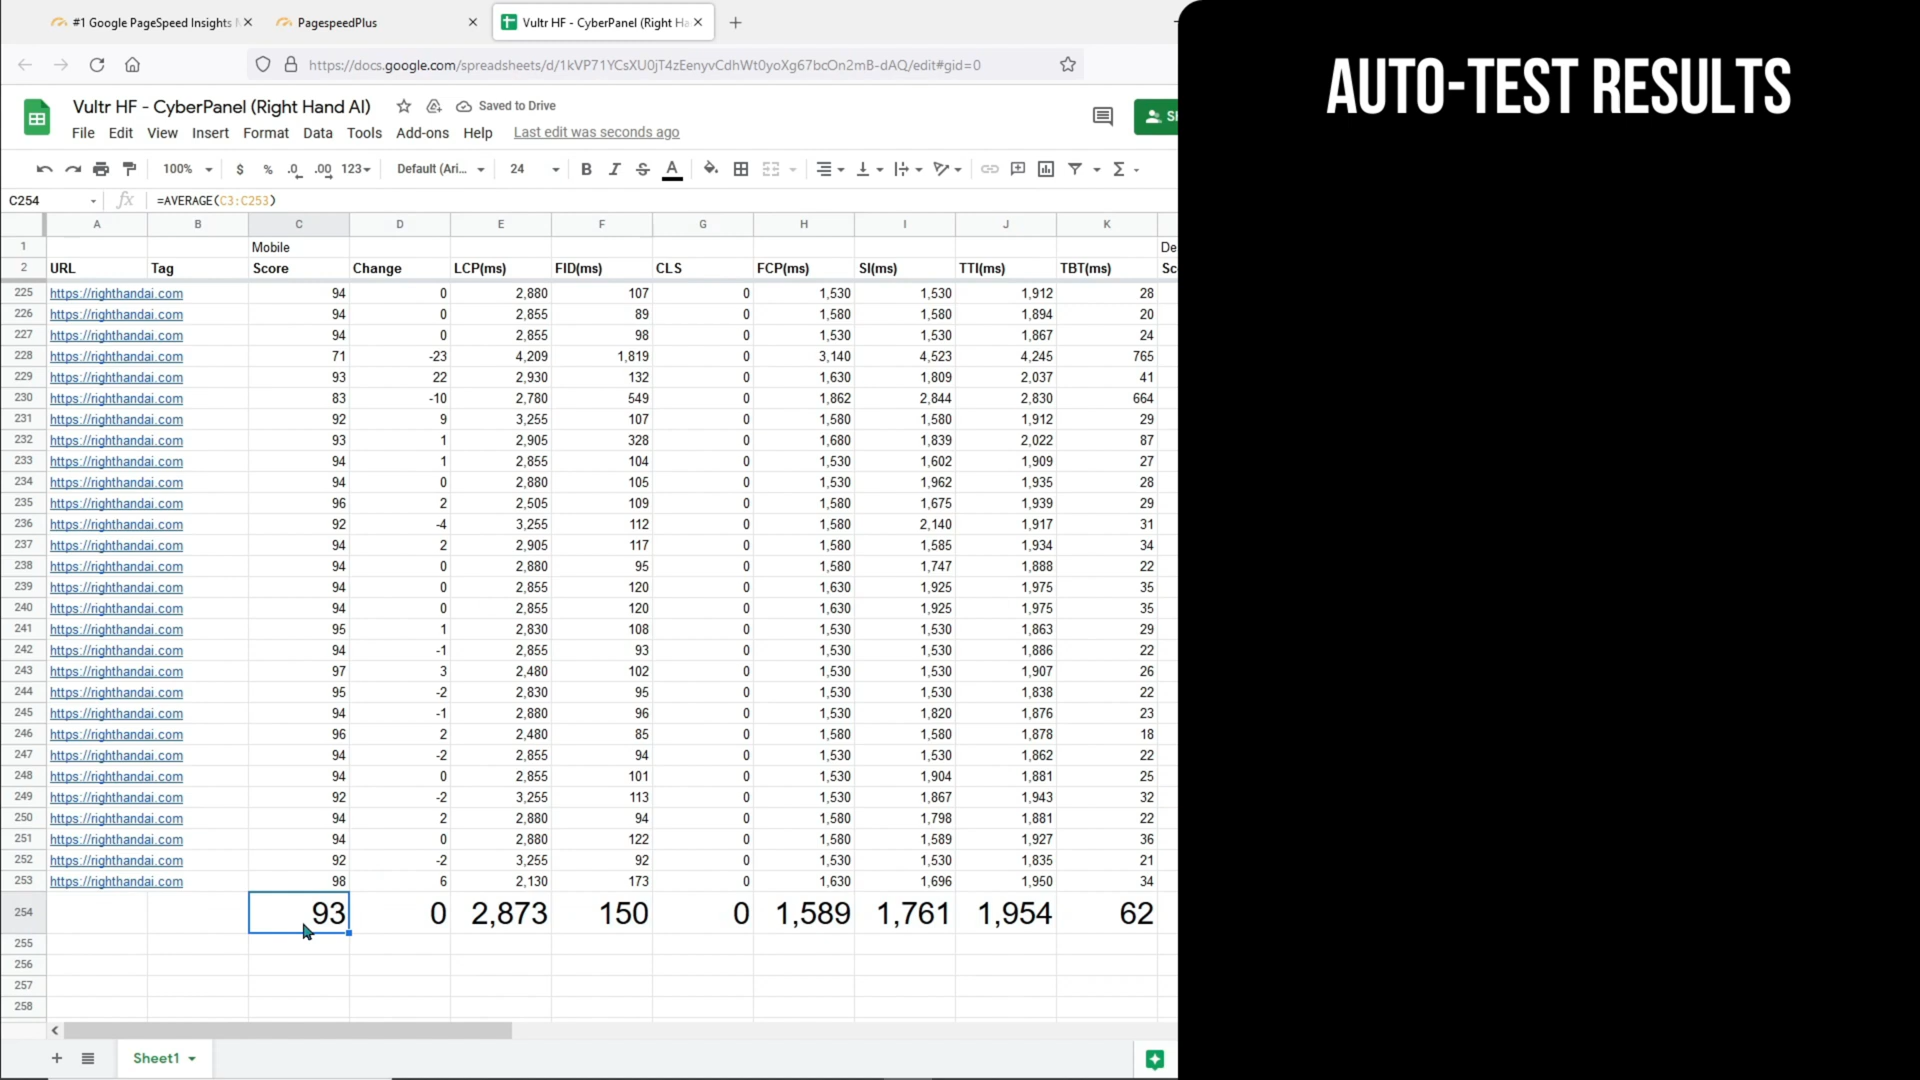 #1 Google PageSpeed Insights
PagespeedPlus
Vultr HF - CyberPanel (Right Ha
https://docs.google.com/spreadsheets/d/1kVP71YCsXU0jT4zEenyvCdhWt0yoXg67bcOn2mB-dAQ/edit#gid=0
AUTO-TEST RESULTS
Vultr HF - CyberPanel (Right Hand AI) Saved to Drive
File Edit View Insert Format Data Tools Add-ons Help Last edit was seconds ago
100% $ % .0 .00 123 Default (Ari... 24 B I S A
C254 fx =AVERAGE(C3:C253)
A B C D E F G H I J K
1 Mobile De
2 URL Tag Score Change LCP(ms) FID(ms) CLS FCP(ms) SI(ms) TTI(ms) TBT(ms) Sc
225 https://righthandai.com 94 0 2,880 107 0 1,530 1,530 1,912 28
226 https://righthandai.com 94 0 2,855 89 0 1,580 1,580 1,894 20
227 https://righthandai.com 94 0 2,855 98 0 1,530 1,530 1,867 24
228 https://righthandai.com 71 -23 4,209 1,819 0 3,140 4,523 4,245 765
229 https://righthandai.com 93 22 2,930 132 0 1,630 1,809 2,037 41
230 https://righthandai.com 83 -10 2,780 549 0 1,862 2,844 2,830 664
231 https://righthandai.com 92 9 3,255 107 0 1,580 1,580 1,912 29
232 https://righthandai.com 93 1 2,905 328 0 1,680 1,839 2,022 87
233 https://righthandai.com 94 1 2,855 104 0 1,530 1,602 1,909 27
234 https://righthandai.com 94 0 2,880 105 0 1,530 1,962 1,935 28
235 https://righthandai.com 96 2 2,505 109 0 1,580 1,675 1,939 29
236 https://righthandai.com 92 -4 3,255 112 0 1,580 2,140 1,917 31
237 https://righthandai.com 94 2 2,905 117 0 1,580 1,585 1,934 34
238 https://righthandai.com 94 0 2,880 95 0 1,580 1,747 1,888 22
239 https://righthandai.com 94 0 2,855 120 0 1,630 1,925 1,975 35
240 https://righthandai.com 94 0 2,855 120 0 1,630 1,925 1,975 35
241 https://righthandai.com 95 1 2,830 108 0 1,530 1,530 1,863 29
242 https://righthandai.com 94 -1 2,855 93 0 1,530 1,530 1,886 22
243 https://righthandai.com 97 3 2,480 102 0 1,530 1,530 1,907 26
244 https://righthandai.com 95 -2 2,830 95 0 1,530 1,530 1,838 22
245 https://righthandai.com 94 -1 2,880 96 0 1,530 1,820 1,876 23
246 https://righthandai.com 96 2 2,480 85 0 1,580 1,580 1,878 18
247 https://righthandai.com 94 -2 2,855 94 0 1,530 1,530 1,862 22
248 https://righthandai.com 94 0 2,855 101 0 1,530 1,904 1,881 25
249 https://righthandai.com 92 -2 3,255 113 0 1,530 1,867 1,943 32
250 https://righthandai.com 94 2 2,880 94 0 1,580 1,798 1,881 22
251 https://righthandai.com 94 0 2,880 122 0 1,580 1,589 1,927 36
252 https://righthandai.com 92 -2 3,255 92 0 1,530 1,530 1,835 21
253 https://righthandai.com 98 6 2,130 173 0 1,630 1,696 1,950 34
254 93 0 2,873 150 0 1,589 1,761 1,954 62
255
256
257
258
Sheet1